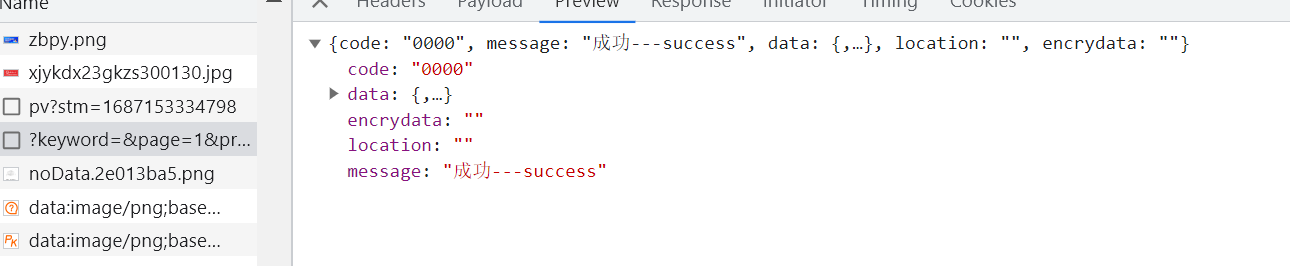 Name
Headers Payload Preview Response Initiator Timing Cookies
zbpy.png
xjykdx23gkzs300130.jpg
pv?stm=1687153334798
?keyword=&page=1&pr...
noData.2e013ba5.png
data:image/png;base...
data:image/png;base...
{code: "0000", message: "成功---success", data: {,…}, location: "", encrydata: ""}
code: "0000"
data: {,…}
encrydata: ""
location: ""
message: "成功---success"